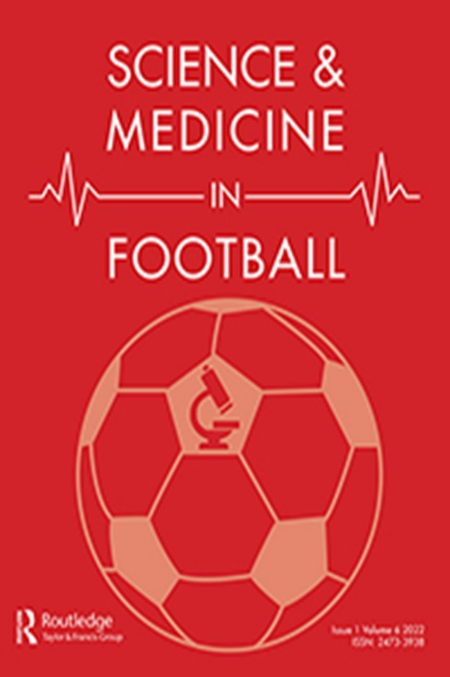 SCIENCE &
MEDICINE
IN
FOOTBALL
Routledge
Taylor & Francis Group
Issue 1 Volume 6 2022
ISSN: 2473-3938